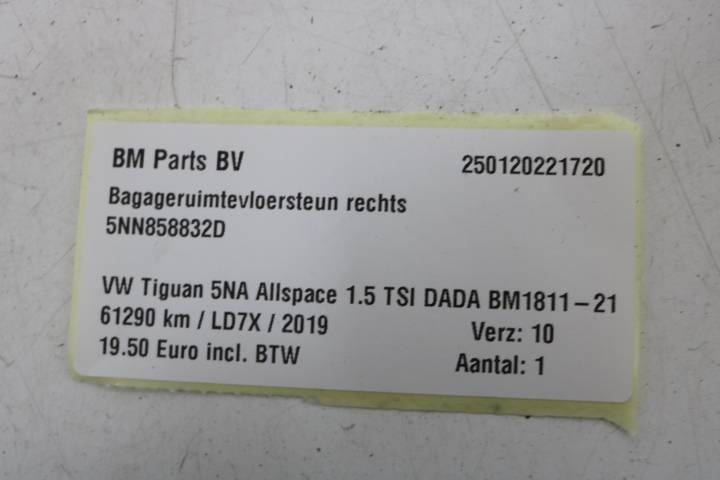 BM Parts BV 250120221720
Bagageruimtevloersteun rechts
5NN858832D
VW Tiguan 5NA Allspace 1.5 TSI DADA BM1811-21
61290 km / LD7X / 2019 Verz: 10
19.50 Euro incl. BTW Aantal: 1